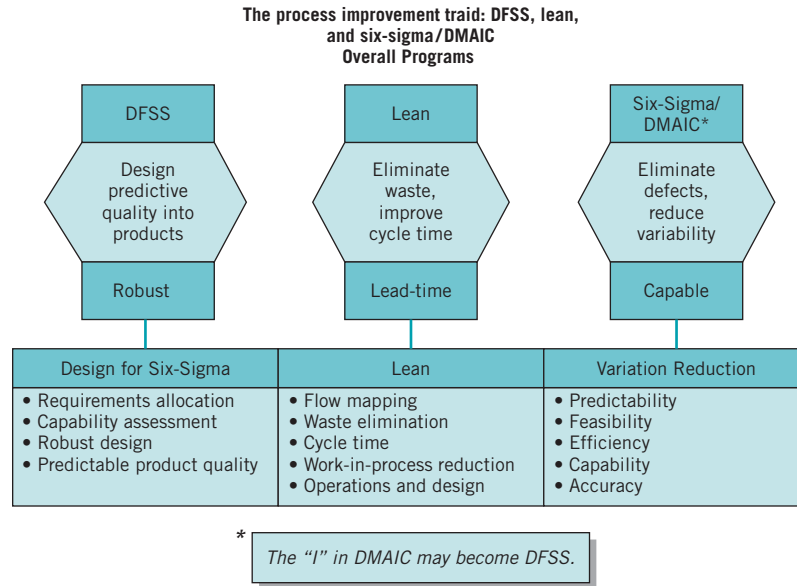 The process improvement traid: DFSS, lean,
and six-sigma/DMAIC
Overall Programs
DFSS
Design
predictive
quality into
products
Robust
Lean
Eliminate
waste,
improve
cycle time
Lead-time
Six-Sigma/
DMAIC*
Eliminate
defects,
reduce
variability
Capable
Design for Six-Sigma
• Requirements allocation
• Capability assessment
• Robust design
• Predictable product quality
Lean
• Flow mapping
• Waste elimination
• Cycle time
• Work-in-process reduction
• Operations and design
Variation Reduction
• Predictability
• Feasibility
• Efficiency
• Capability
• Accuracy
* The “I” in DMAIC may become DFSS.